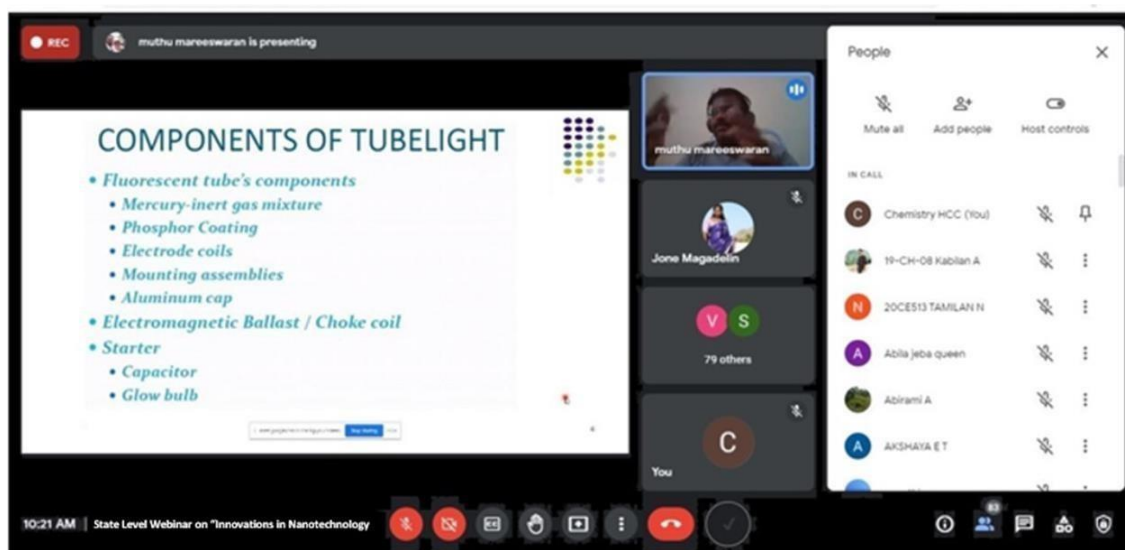 REC
muthu mareeswaran is presenting
COMPONENTS OF TUBELIGHT
• Fluorescent tube's components
• Mercury-inert gas mixture
• Phosphor Coating
• Electrode coils
• Mounting assemblies
• Aluminum cap
• Electromagnetic Ballast / Choke coil
• Starter
• Capacitor
• Glow bulb
Stop sharing
muthu mareeswaran
Jone Magadelin
V S
79 others
C
You
People
Mute all Add people Host controls
IN CALL
C Chemistry HCC (You)
19-CH-08 Kabilan A
N 20CE513 TAMILAN N
A Abila jeba queen
Abirami A
A AKSHAYA E T
10:21 AM | State Level Webinar on "Innovations in Nanotechnology
83